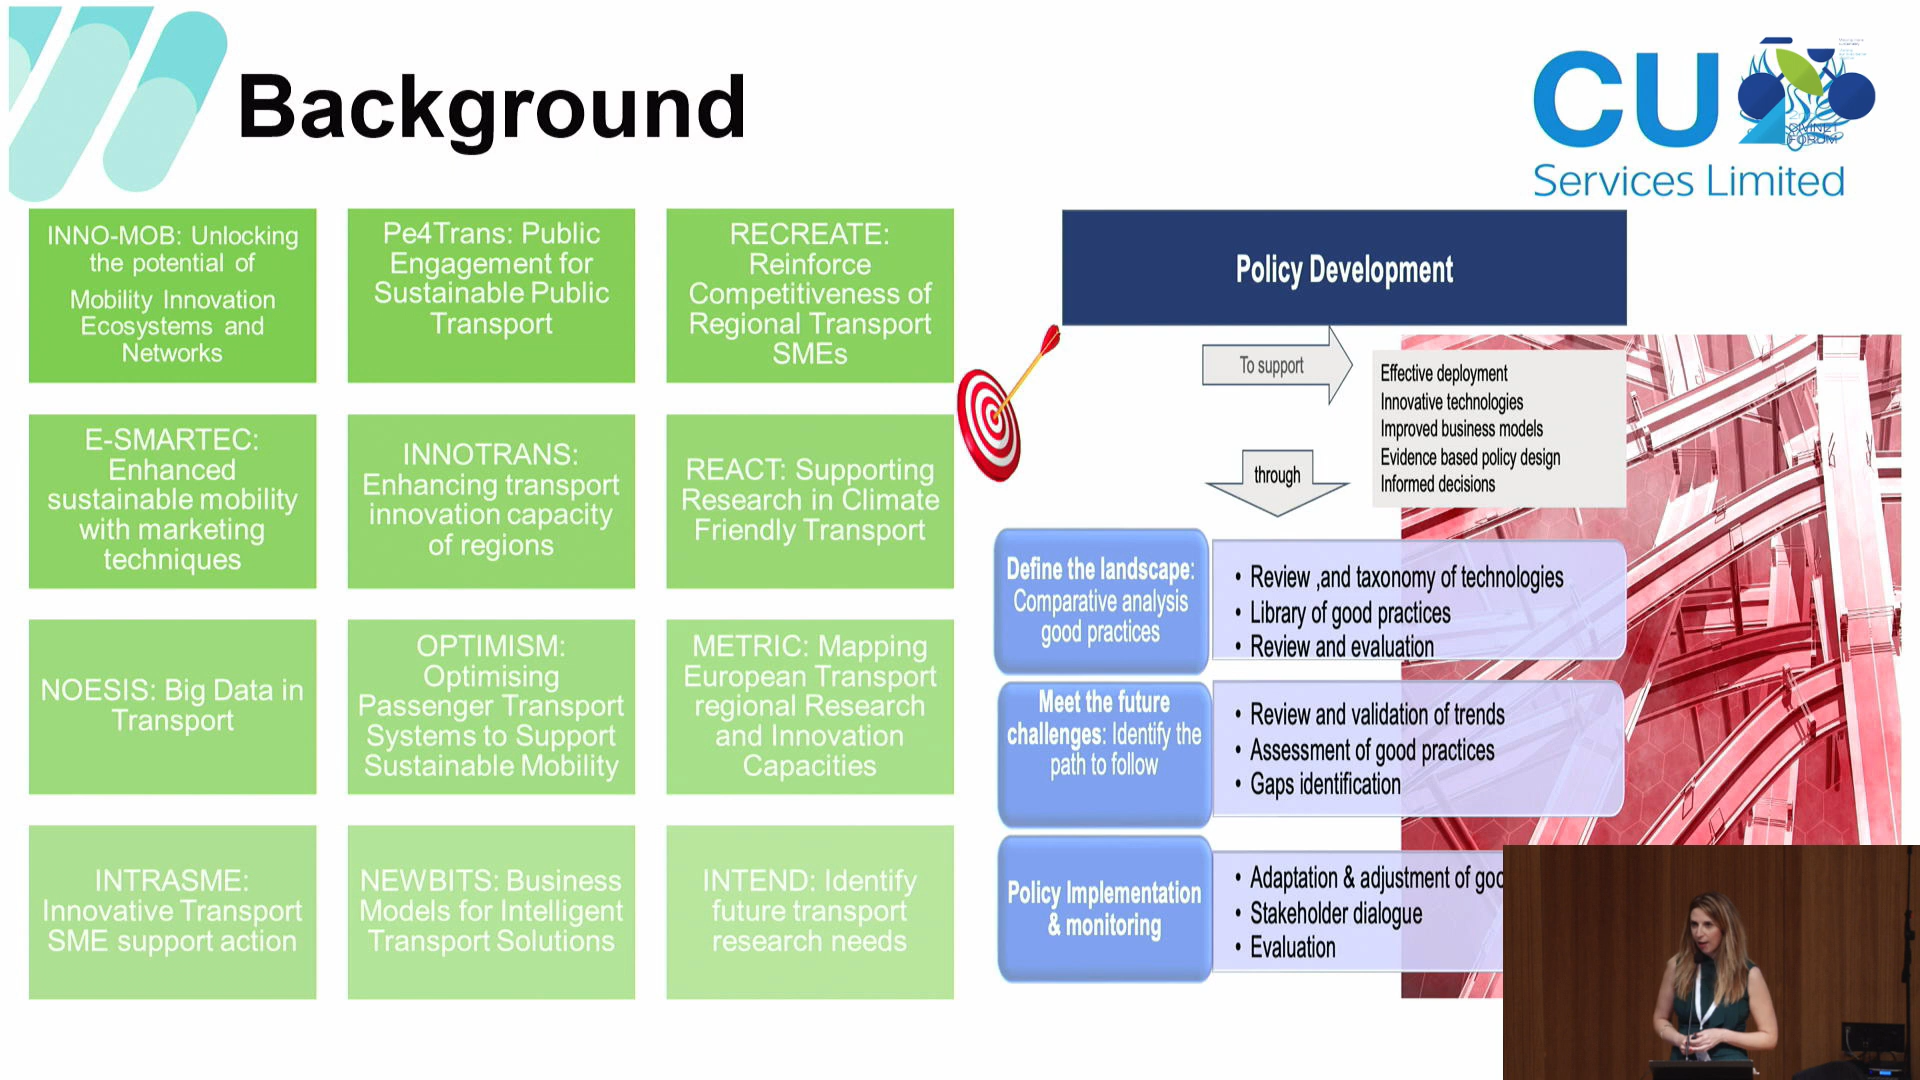 Background
CU
Services Limited
CIVINET
FORUM
INNO-MOB: Unlocking
the potential of
Mobility Innovation
Ecosystems and
Networks
Pe4Trans: Public
Engagement for
Sustainable Public
Transport
RECREATE:
Reinforce
Competitiveness of
Regional Transport
SMEs
E-SMARTEC:
Enhanced
sustainable mobility
with marketing
techniques
INNOTRANS:
Enhancing transport
innovation capacity
of regions
REACT: Supporting
Research in Climate
Friendly Transport
NOESIS: Big Data in
Transport
OPTIMISM:
Optimising
Passenger Transport
Systems to Support
Sustainable Mobility
METRIC: Mapping
European Transport
regional Research
and Innovation
Capacities
INTRASME:
Innovative Transport
SME support action
NEWBITS: Business
Models for Intelligent
Transport Solutions
INTEND: Identify
future transport
research needs
Policy Development
To support
Effective deployment
Innovative technologies
Improved business models
Evidence based policy design
Informed decisions
through
Define the landscape:
Comparative analysis
good practices
• Review ,and taxonomy of technologies
• Library of good practices
• Review and evaluation
Meet the future
challenges: Identify the
path to follow
• Review and validation of trends
• Assessment of good practices
• Gaps identification
Policy Implementation
& monitoring
• Adaptation & adjustment of
• Stakeholder dialogue
• Evaluation